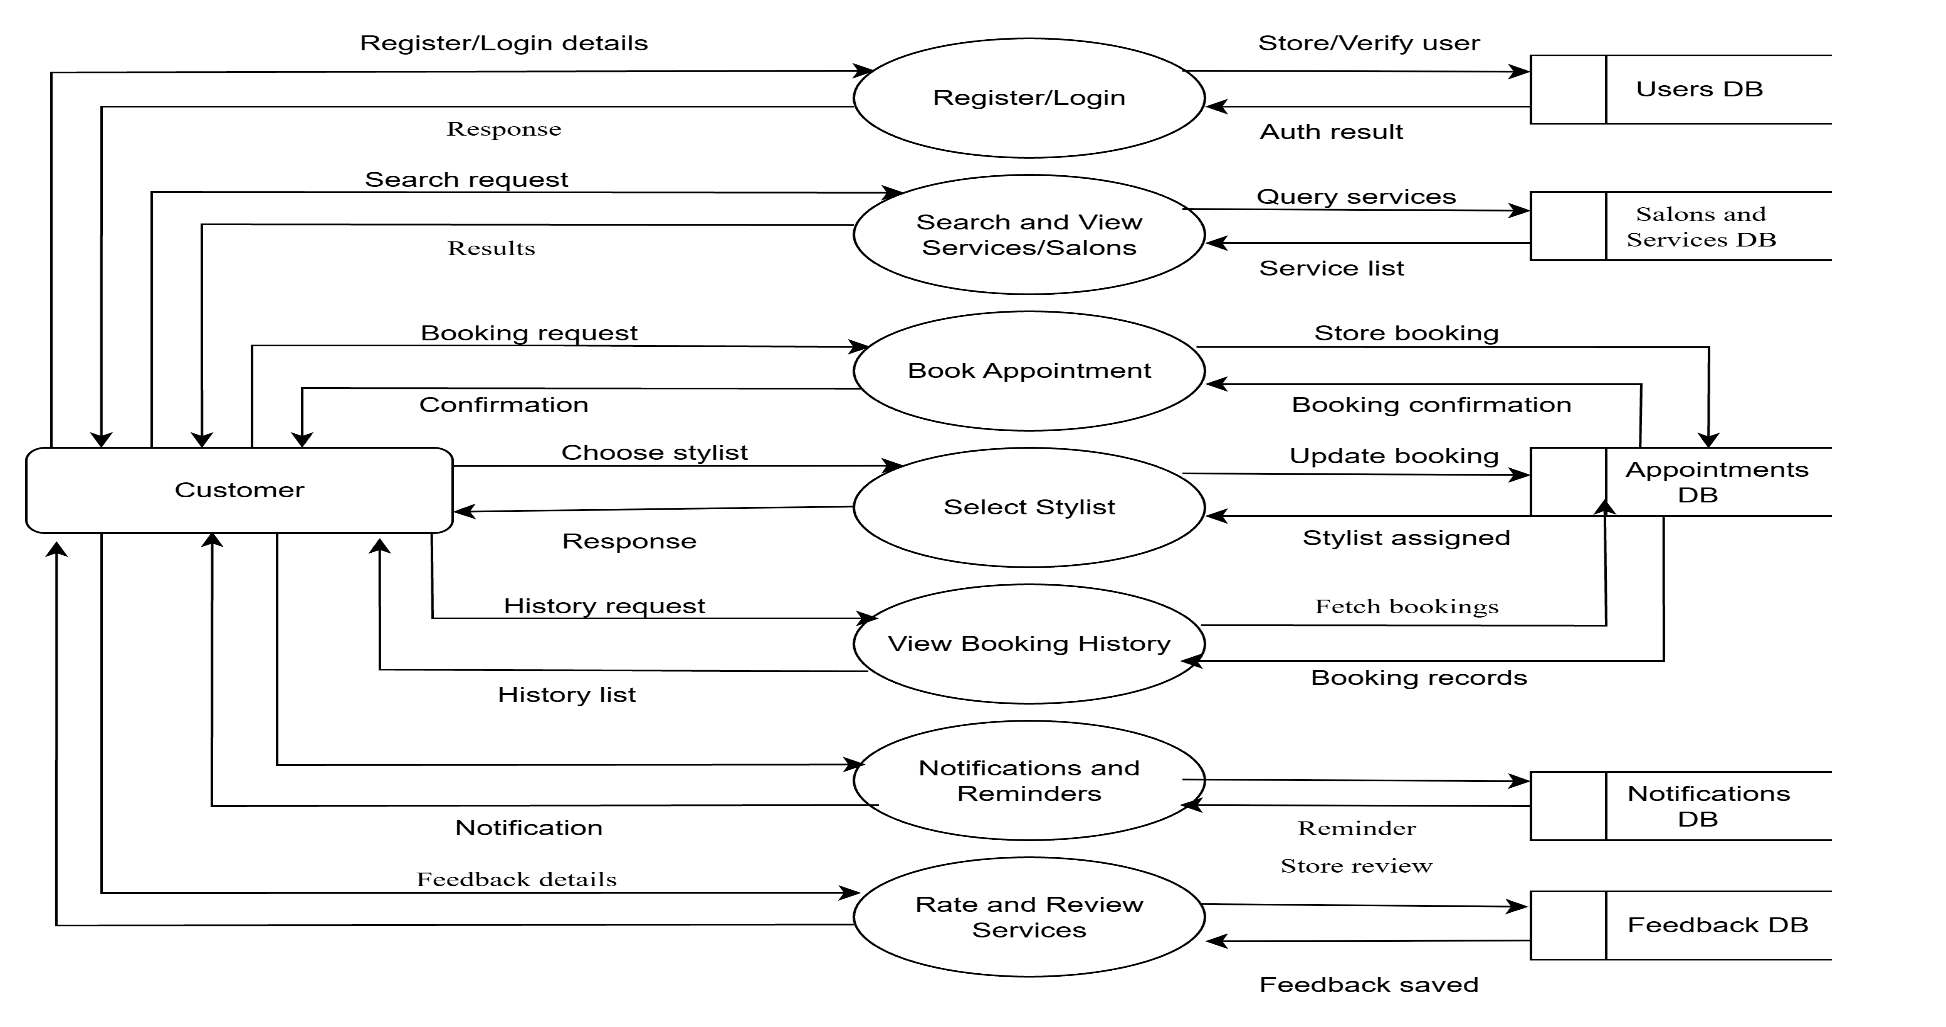 Register/Login details
Store/Verify user
Register/Login
Users DB
Response
Auth result
Search request
Query services
Search and View
Services/Salons
Salons and
Services DB
Results
Service list
Booking request
Store booking
Book Appointment
Confirmation
Booking confirmation
Choose stylist
Update booking
Customer
Select Stylist
Appointments
DB
Response
Stylist assigned
History request
Fetch bookings
View Booking History
History list
Booking records
Notifications and
Reminders
Notifications
DB
Notification
Reminder
Store review
Feedback details
Rate and Review
Services
Feedback DB
Feedback saved